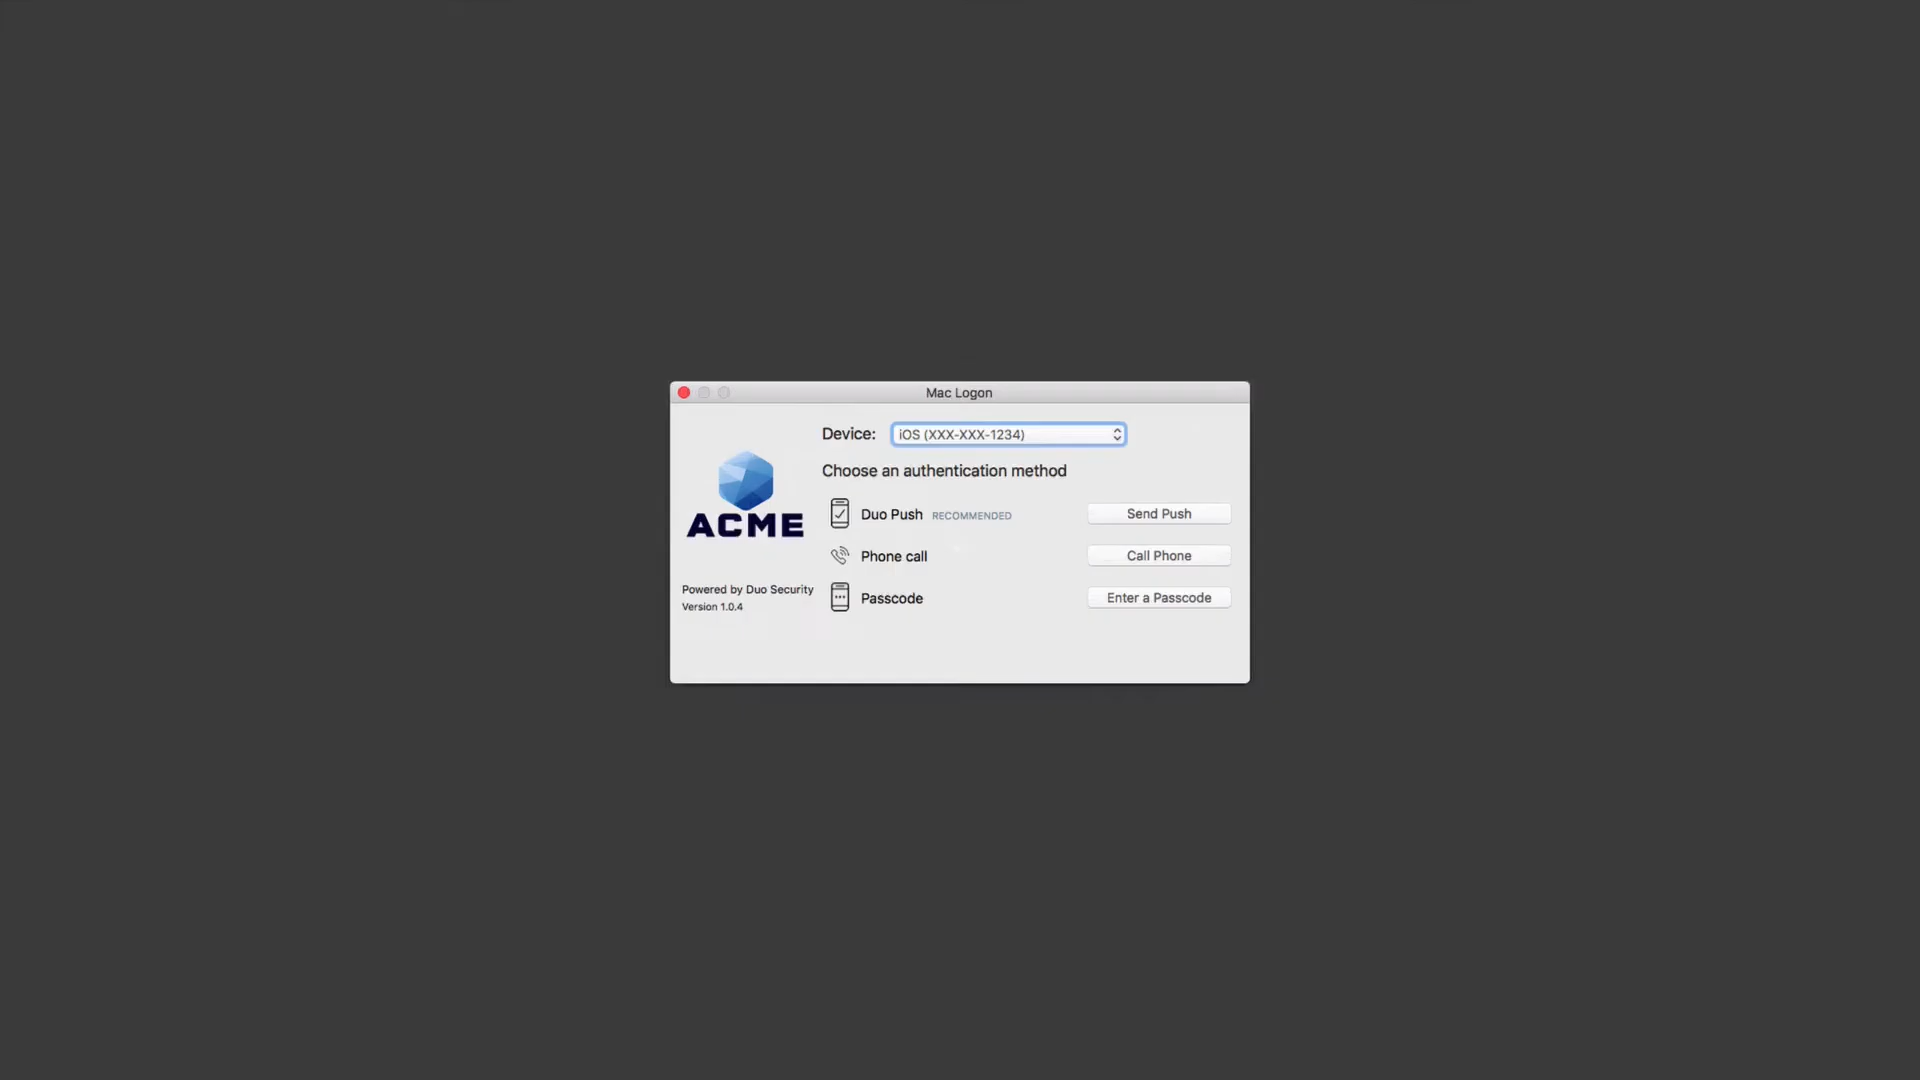 Mac Logon
Device: iOS (XXX-XXX-1234)
Choose an authentication method
ACME
Duo Push RECOMMENDED Send Push
Phone call Call Phone
Powered by Duo Security
Version 1.0.4
Passcode Enter a Passcode